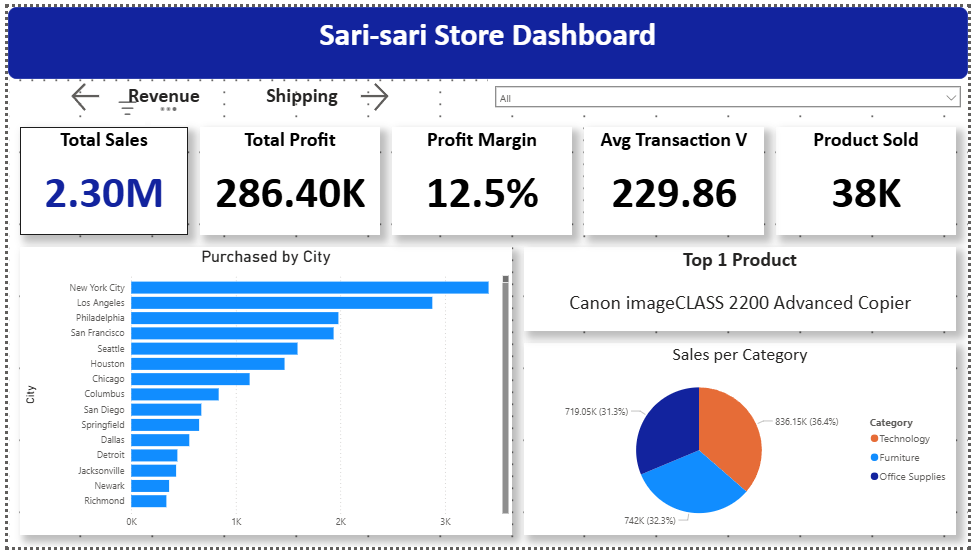 Sari-sari Store Dashboard
Revenue
Shipping
All
Total Sales
2.30M
Total Profit
286.40K
Profit Margin
12.5%
Avg Transaction V
229.86
Product Sold
38K
Purchased by City
City
New York City
Los Angeles
Philadelphia
San Francisco
Seattle
Houston
Chicago
Columbus
San Diego
Springfield
Dallas
Detroit
Jacksonville
Newark
Richmond
0K 1K 2K 3K
Top 1 Product
Canon imageCLASS 2200 Advanced Copier
Sales per Category
719.05K (31.3%)
836.15K (36.4%)
742K (32.3%)
Category
Technology
Furniture
Office Supplies